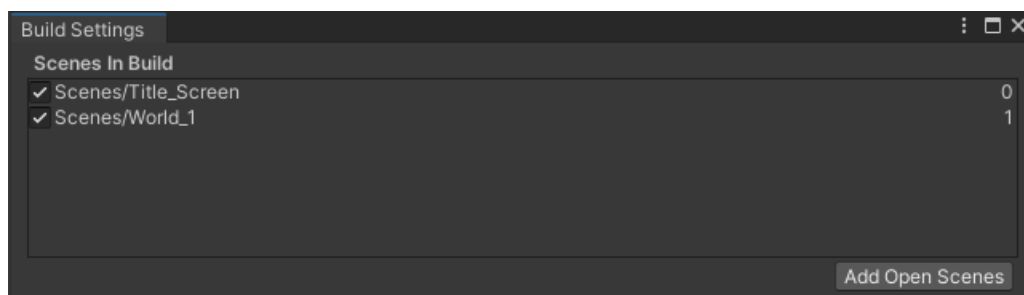 Build Settings
Scenes In Build
Scenes/Title_Screen 0
Scenes/World_1 1
Add Open Scenes